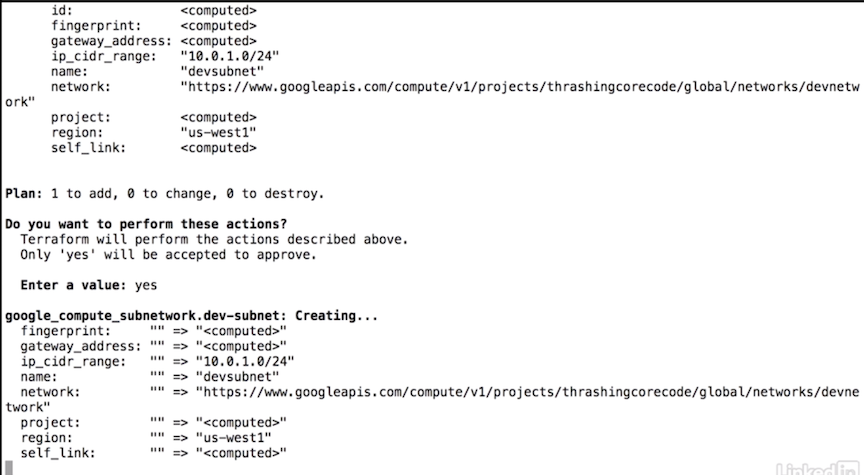 id: <computed>
fingerprint: <computed>
gateway_address: <computed>
ip_cidr_range: "10.0.1.0/24"
name: "devsubnet"
network: "https://www.googleapis.com/compute/v1/projects/thrashingcorecode/global/networks/devnetw
ork"
project: <computed>
region: "us-west1"
self_link: <computed>
Plan: 1 to add, 0 to change, 0 to destroy.
Do you want to perform these actions?
Terraform will perform the actions described above.
Only 'yes' will be accepted to approve.
Enter a value: yes
google_compute_subnetwork.dev-subnet: Creating...
fingerprint: "" => "<computed>"
gateway_address: "" => "<computed>"
ip_cidr_range: "" => "10.0.1.0/24"
name: "" => "devsubnet"
network: "" => "https://www.googleapis.com/compute/v1/projects/thrashingcorecode/global/networks/devne
twork"
project: "" => "<computed>"
region: "" => "us-west1"
self_link: "" => "<computed>"
LinkedIn